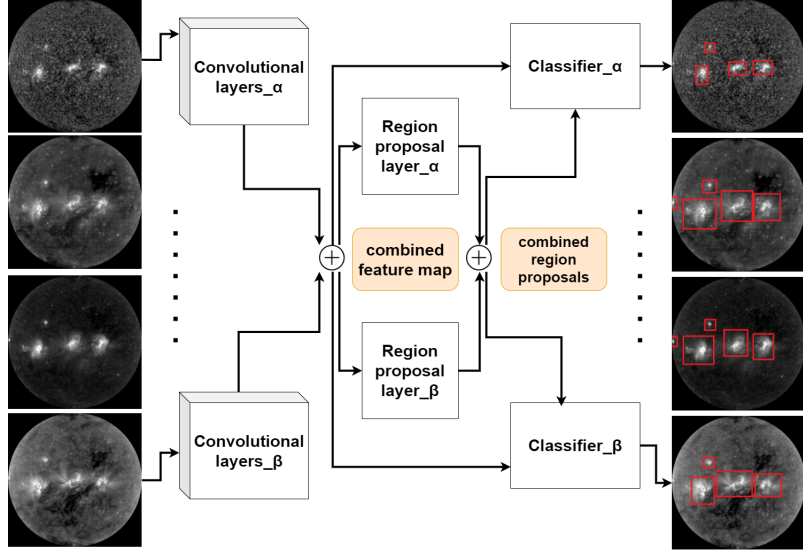 Convolutional
layers_α
Classifier_α
Region
proposal
layer_α
combined
feature map
combined
region
proposals
Region
proposal
layer_β
Convolutional
layers_β
Classifier_β